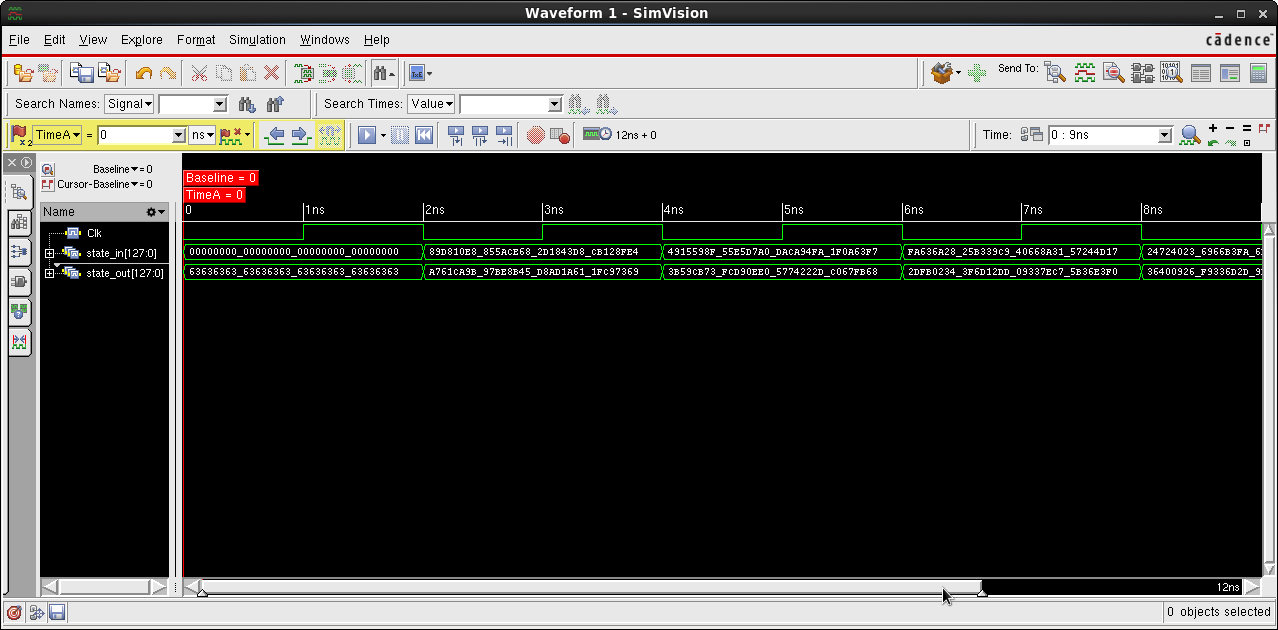 Waveform 1 - SimVision
File Edit View Explore Format Simulation Windows Help
cādence
Send To:
Search Names: Signal Search Times: Value
TimeA = 0 ns 12ns + 0 Time: 0 : 9ns
Baseline = 0
Cursor-Baseline = 0
Name
Clk
state_in[127:0]
state_out[127:0]
Baseline = 0
TimeA = 0
0 1ns 2ns 3ns 4ns 5ns 6ns 7ns 8ns
00000000_00000000_00000000_00000000 89D810E8_855ACE68_2D1843D8_CB128FE4 4915598F_55E5D7A0_DACA94FA_1F0A63F7 FA636A28_25B339C9_40668A31_57244D17 24724023_6966B3FA_6
63636363_63636363_63636363_63636363 A761CA9B_97BE8B45_D8AD1A61_1FC97369 3B59CB73_FCD90EE0_5774222D_C067FB68 2DFB0234_3F6D12DD_09337EC7_5B36E3F0 36400926_F9336D2D_9
12ns
0 objects selected